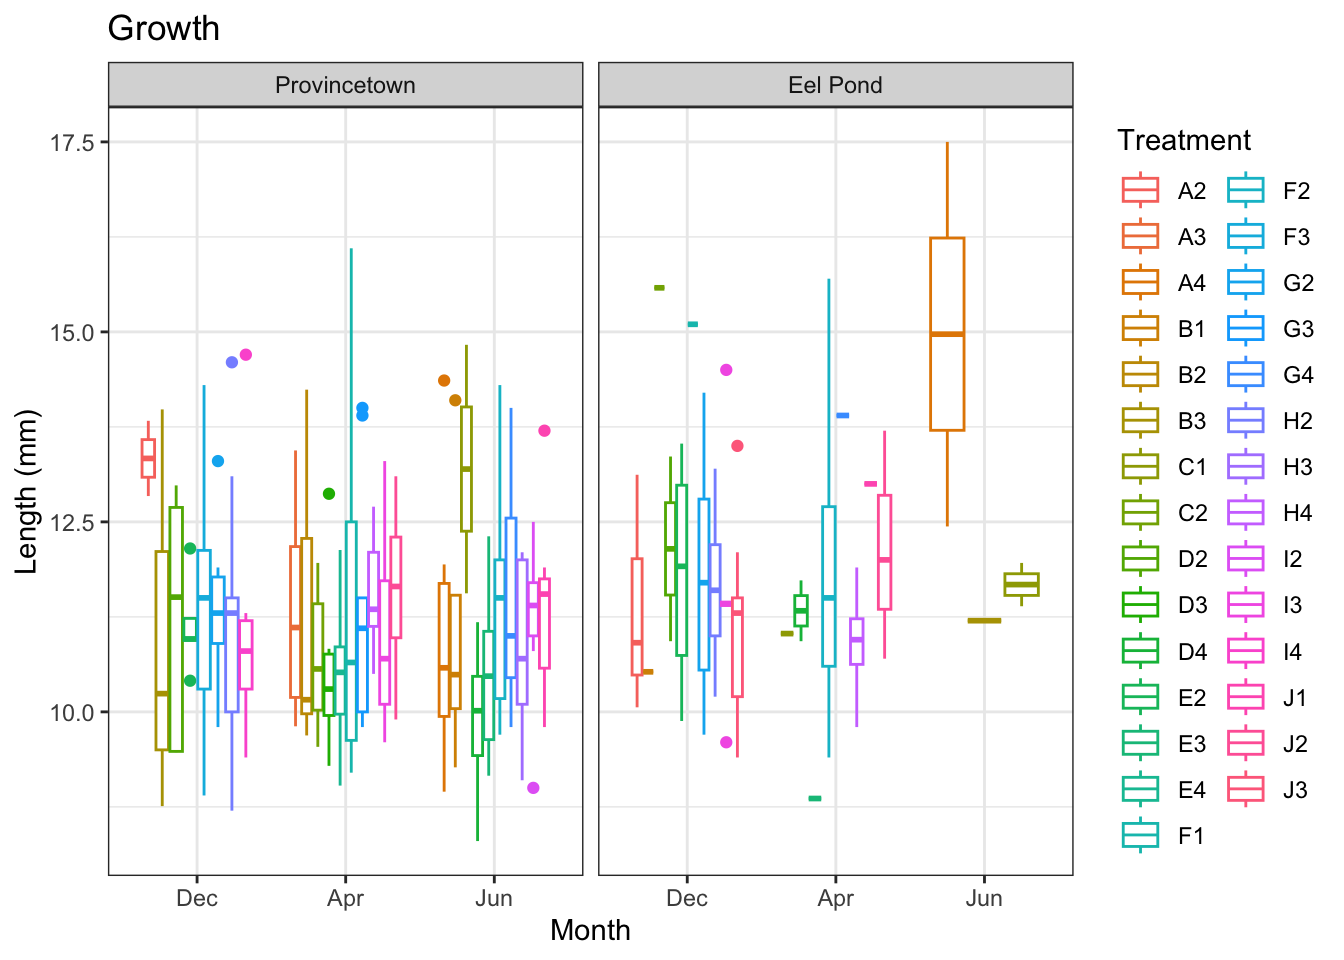 Growth
Provincetown
Eel Pond
17.5
15.0
12.5
10.0
Length (mm)
Dec
Apr
Jun
Dec
Apr
Jun
Month
Treatment
A2
A3
A4
B1
B2
B3
C1
C2
D2
D3
D4
E2
E3
E4
F1
F2
F3
G2
G3
G4
H2
H3
H4
I2
I3
I4
J1
J2
J3